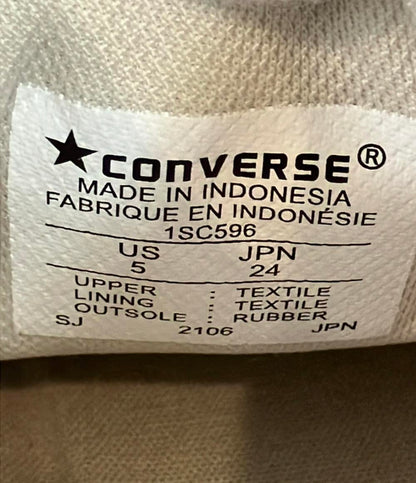 ★CONVERSE®
MADE IN INDONESIA
FABRIQUE EN INDONÉSIE
1SC596
US JPN
5 24
UPPER : TEXTILE
LINING : TEXTILE
OUTSOLE : RUBBER
SJ 2106 JPN